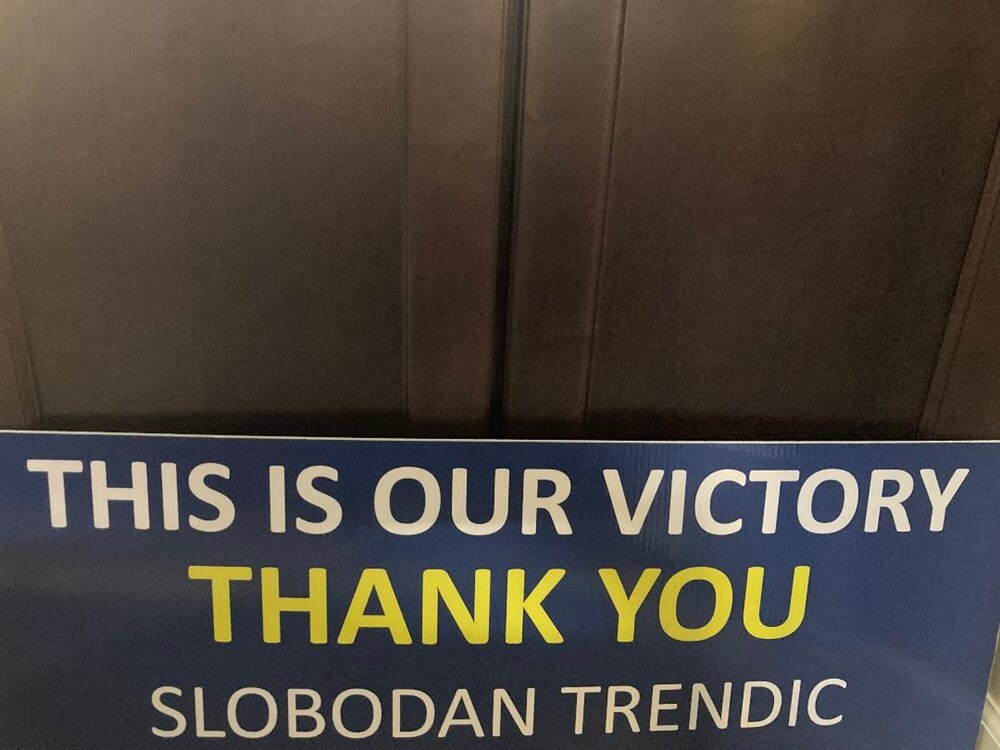 THIS IS OUR VICTORY
THANK YOU
SLOBODAN TRENDIC